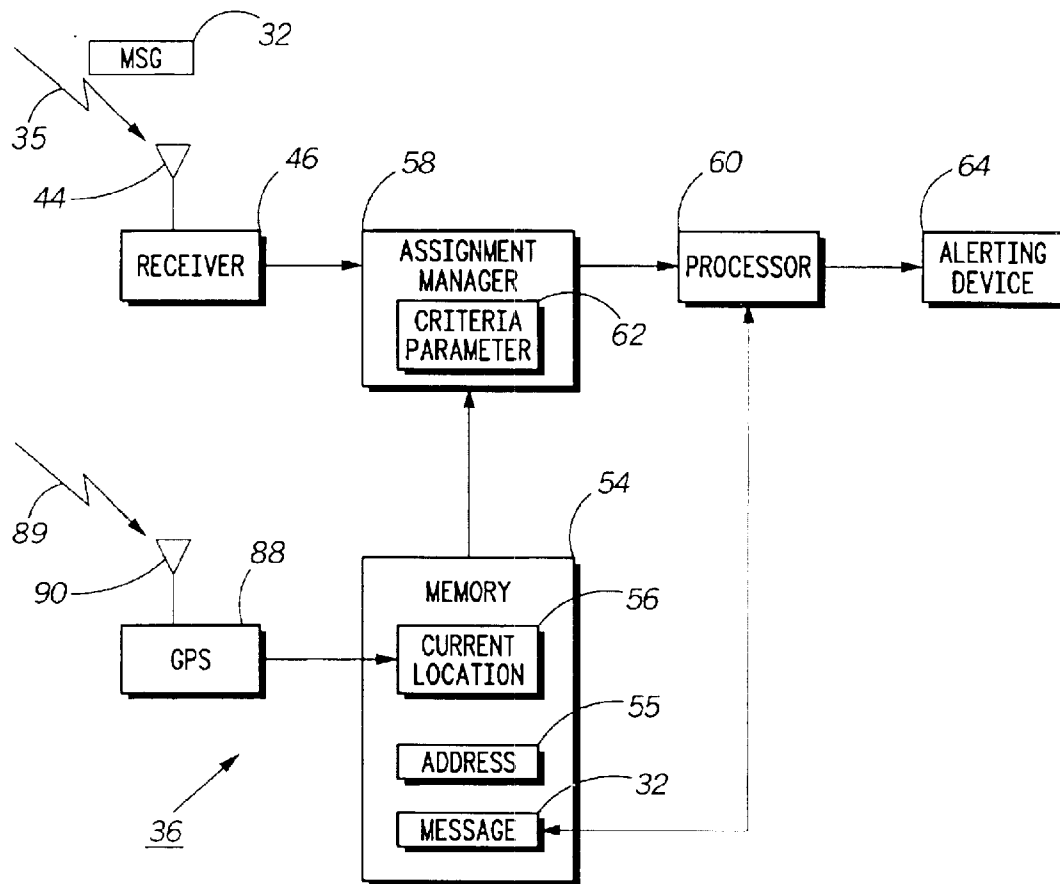 32
MSG
35
44
46
58
60
64
RECEIVER
ASSIGNMENT
MANAGER
CRITERIA
PARAMETER
62
PROCESSOR
ALERTING
DEVICE
89
90
88
54
MEMORY
56
GPS
CURRENT
LOCATION
55
ADDRESS
32
MESSAGE
36